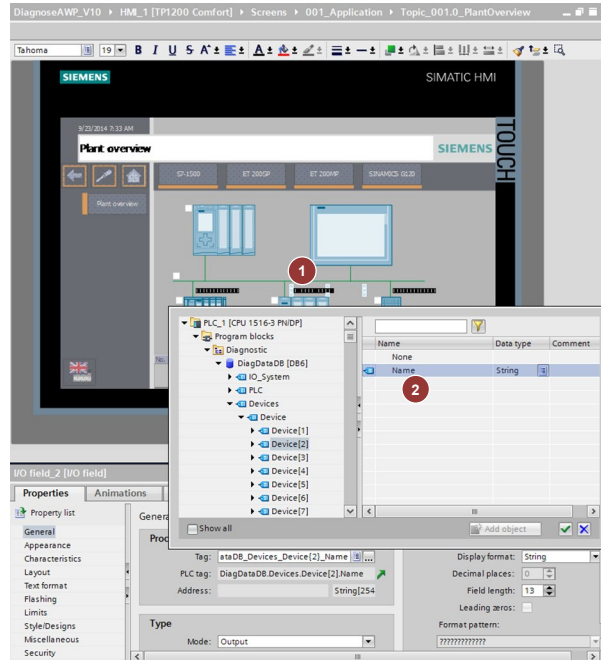 DiagnoseAWP_V10 ▸ HMI_1 [TP1200 Comfort] ▸ Screens ▸ 001_Application ▸ Topic_001.0_PlantOverview
Tahoma 19 B I U S A A
SIEMENS SIMATIC HMI
TOUCH
9/23/2014 7:33 AM
Plant overview SIEMENS
S7-1500 ET 200SP ET 200MP SINAMICS G120
Plant overview
1
No.
PLC_1 [CPU 1516-3 PN/DP]
Program blocks
Diagnostic
DiagDataDB [DB6]
IO_System
PLC
Devices
Device
Device[1]
Device[2]
Device[3]
Device[4]
Device[5]
Device[6]
Device[7]
Name Data type Comment
None
Name String
2
Show all Add object
I/O field_2 [I/O field]
Properties Animations
Property list
General
Appearance
Characteristics
Layout
Text format
Flashing
Limits
Style/Designs
Miscellaneous
Security
General
Tag: ataDB_Devices_Device{2}_Name ...
PLC tag: DiagDataDB.Devices.Device[2].Name
Address: String[254
Type
Mode: Output
Display format: String
Decimal places: 0
Field length: 13
Leading zeros:
Format pattern:
?????????????